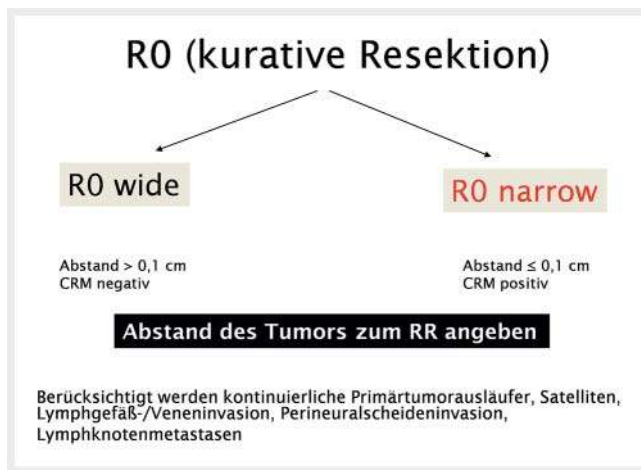 R0 (kurative Resektion)
R0 wide
R0 narrow
Abstand > 0,1 cm
CRM negativ
Abstand ≤ 0,1 cm
CRM positiv
Abstand des Tumors zum RR angeben
Berücksichtigt werden kontinuierliche Primärtumorausläufer, Satelliten,
Lymphgefäß-/Veneninvasion, Perineuralscheideninvasion,
Lymphknotenmetastasen